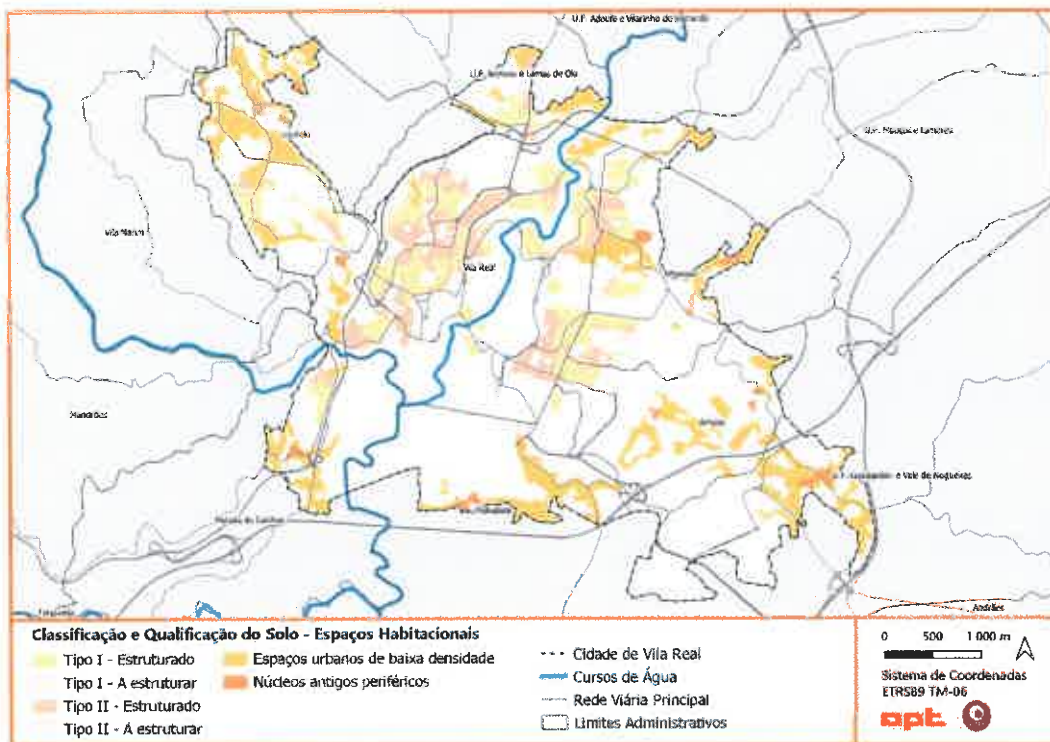 U.F. Adoufe e Vilarinho de
U.F. e Lamas de Olo
Vila Marim
Vila Real
Mondrões
e Vale de Nogueiras
Andrães
Classificação e Qualificação do Solo - Espaços Habitacionais
Tipo I - Estruturado
Tipo I - A estruturar
Tipo II - Estruturado
Tipo II - A estruturar
Espaços urbanos de baixa densidade
Núcleos antigos periféricos
Cidade de Vila Real
Cursos de Água
Rede Viária Principal
Limites Administrativos
0 500 1 000 m
Sistema de Coordenadas
ETRS89 TM-06
opt